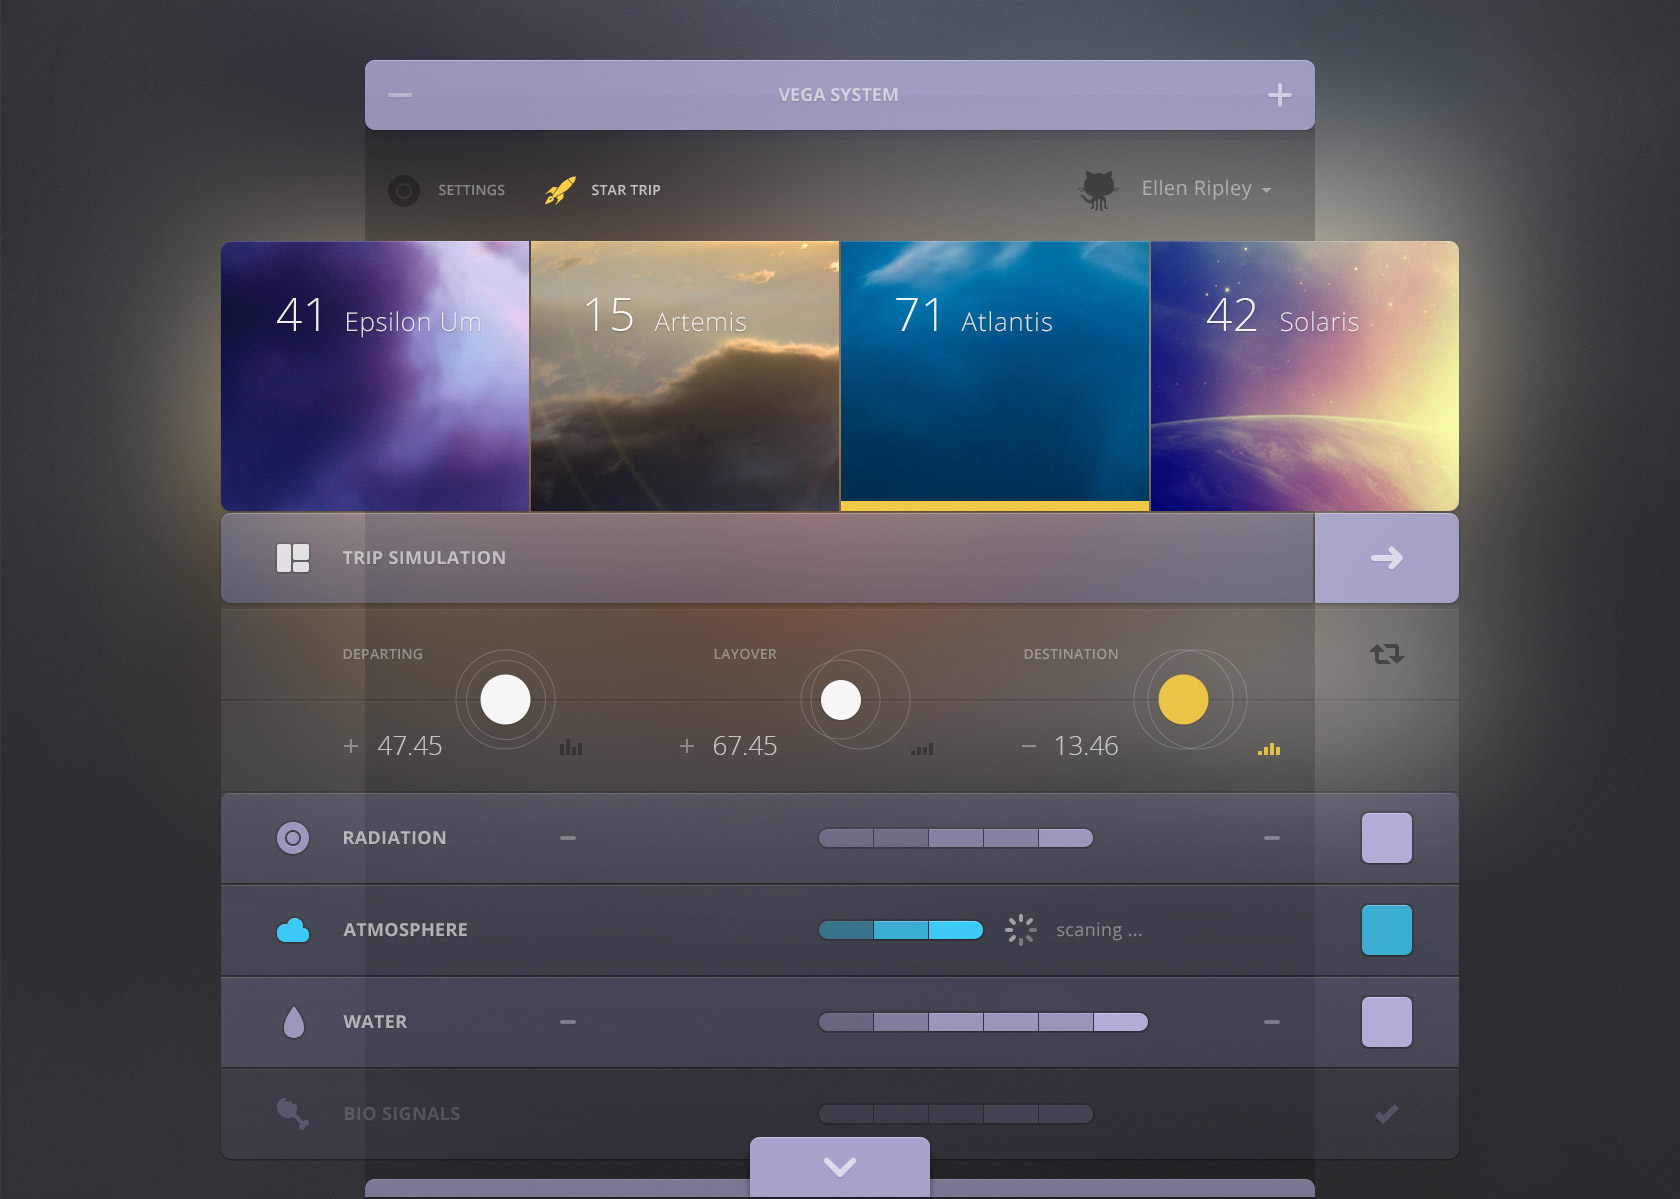 VEGA SYSTEM
SETTINGS
STAR TRIP
Ellen Ripley
41 Epsilon Um
15 Artemis
71 Atlantis
42 Solaris
TRIP SIMULATION
DEPARTING
LAYOVER
DESTINATION
+ 47.45
+ 67.45
− 13.46
RADIATION
ATMOSPHERE
scaning ...
WATER
BIO SIGNALS